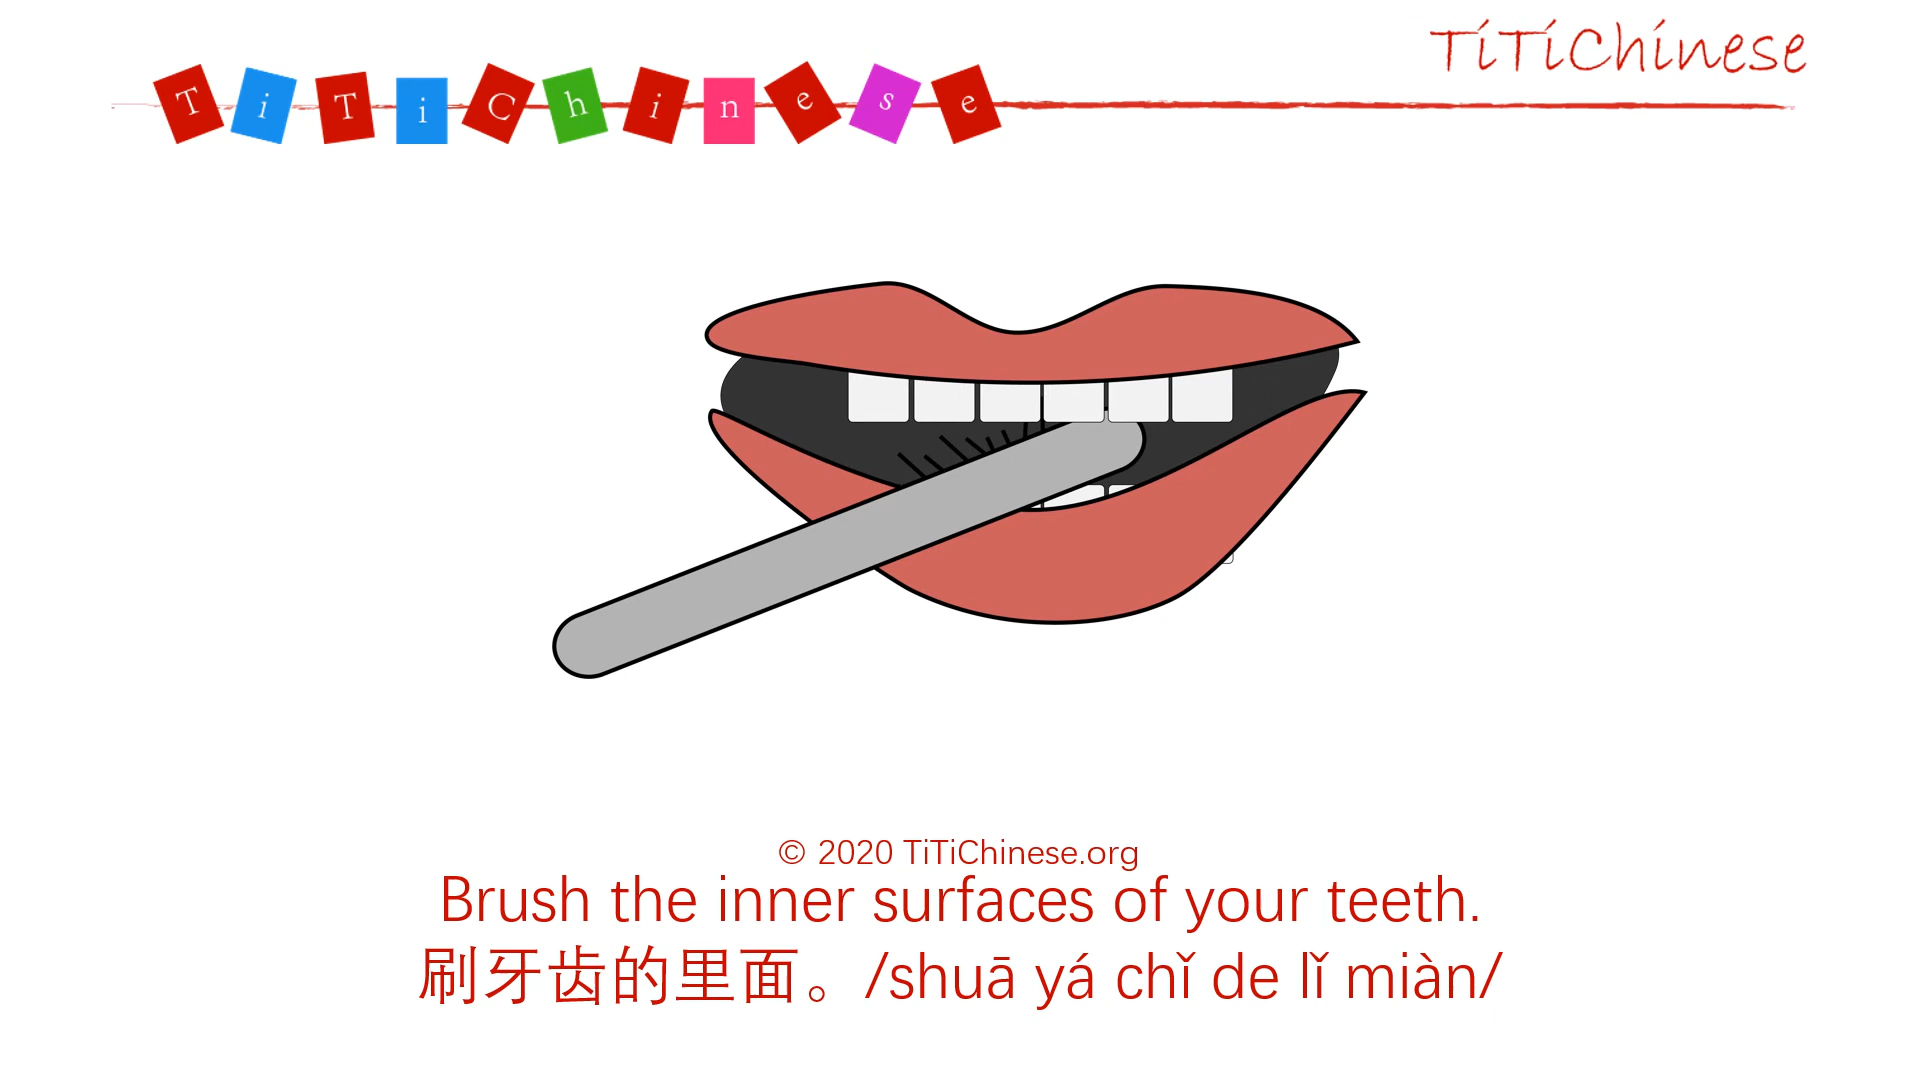 TiTiChinese
TiTiChinese
© 2020 TiTiChinese.org
Brush the inner surfaces of your teeth.
刷牙齿的里面。/shuā yá chǐ de lǐ miàn/